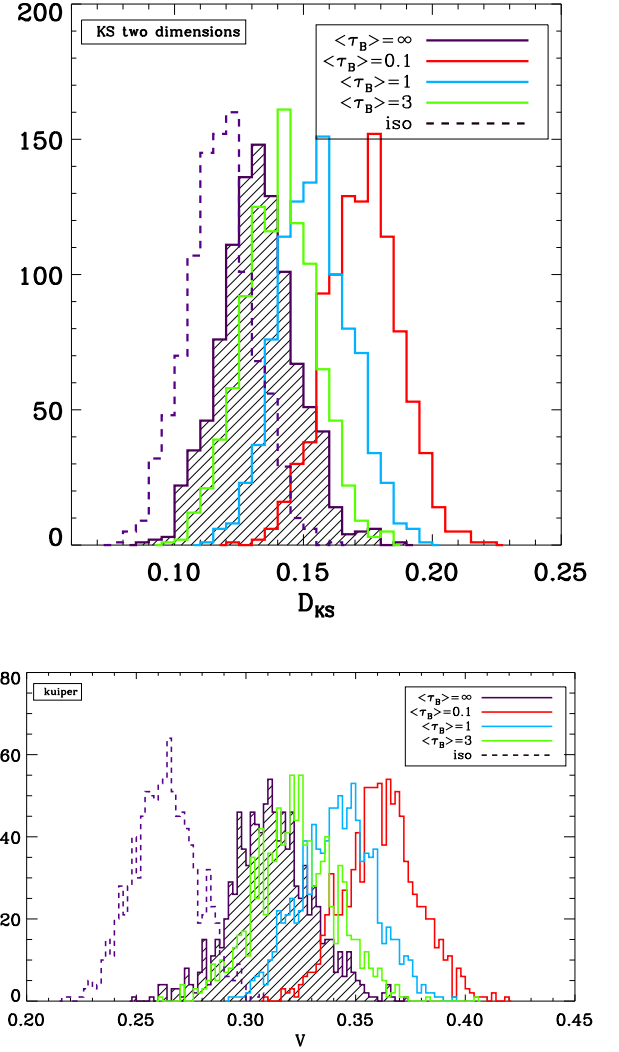 200
KS two dimensions
<τB>=∞
<τB>=0.1
<τB>=1
<τB>=3
iso
150
100
50
0
0.10 0.15 0.20 0.25
DKS
80
kuiper
<τB>=∞
<τB>=0.1
<τB>=1
<τB>=3
iso
60
40
20
0
0.20 0.25 0.30 0.35 0.40 0.45
V